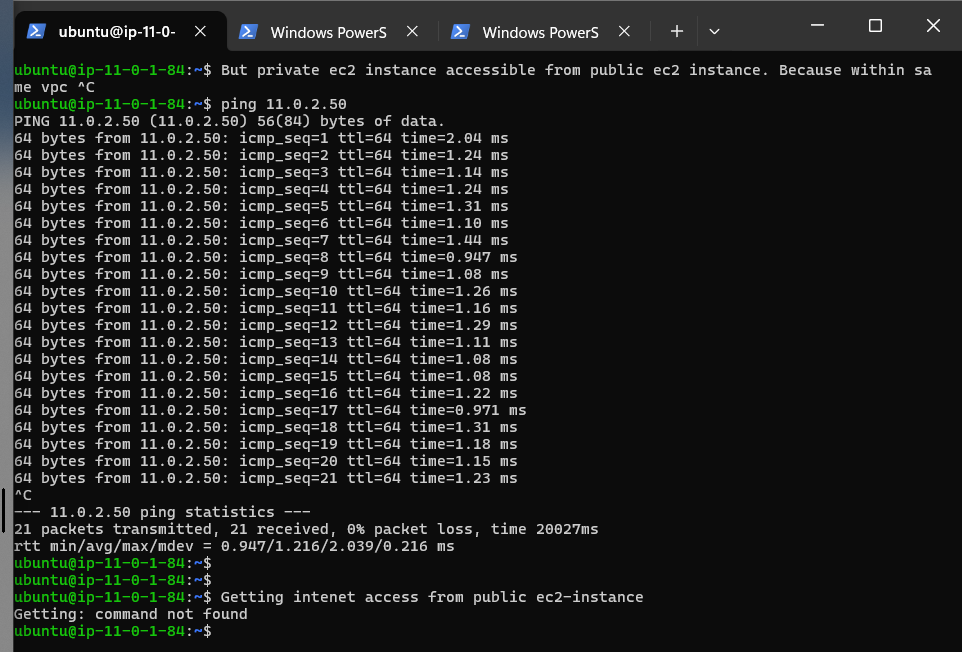 ubuntu@ip-11-0-
Windows PowerS
Windows PowerS
ubuntu@ip-11-0-1-84:~$ But private ec2 instance accessible from public ec2 instance. Because within sa
me vpc ^C
ubuntu@ip-11-0-1-84:~$ ping 11.0.2.50
PING 11.0.2.50 (11.0.2.50) 56(84) bytes of data.
64 bytes from 11.0.2.50: icmp_seq=1 ttl=64 time=2.04 ms
64 bytes from 11.0.2.50: icmp_seq=2 ttl=64 time=1.24 ms
64 bytes from 11.0.2.50: icmp_seq=3 ttl=64 time=1.14 ms
64 bytes from 11.0.2.50: icmp_seq=4 ttl=64 time=1.24 ms
64 bytes from 11.0.2.50: icmp_seq=5 ttl=64 time=1.31 ms
64 bytes from 11.0.2.50: icmp_seq=6 ttl=64 time=1.10 ms
64 bytes from 11.0.2.50: icmp_seq=7 ttl=64 time=1.44 ms
64 bytes from 11.0.2.50: icmp_seq=8 ttl=64 time=0.947 ms
64 bytes from 11.0.2.50: icmp_seq=9 ttl=64 time=1.08 ms
64 bytes from 11.0.2.50: icmp_seq=10 ttl=64 time=1.26 ms
64 bytes from 11.0.2.50: icmp_seq=11 ttl=64 time=1.16 ms
64 bytes from 11.0.2.50: icmp_seq=12 ttl=64 time=1.29 ms
64 bytes from 11.0.2.50: icmp_seq=13 ttl=64 time=1.11 ms
64 bytes from 11.0.2.50: icmp_seq=14 ttl=64 time=1.08 ms
64 bytes from 11.0.2.50: icmp_seq=15 ttl=64 time=1.08 ms
64 bytes from 11.0.2.50: icmp_seq=16 ttl=64 time=1.22 ms
64 bytes from 11.0.2.50: icmp_seq=17 ttl=64 time=0.971 ms
64 bytes from 11.0.2.50: icmp_seq=18 ttl=64 time=1.31 ms
64 bytes from 11.0.2.50: icmp_seq=19 ttl=64 time=1.18 ms
64 bytes from 11.0.2.50: icmp_seq=20 ttl=64 time=1.15 ms
64 bytes from 11.0.2.50: icmp_seq=21 ttl=64 time=1.23 ms
^C
--- 11.0.2.50 ping statistics ---
21 packets transmitted, 21 received, 0% packet loss, time 20027ms
rtt min/avg/max/mdev = 0.947/1.216/2.039/0.216 ms
ubuntu@ip-11-0-1-84:~$
ubuntu@ip-11-0-1-84:~$
ubuntu@ip-11-0-1-84:~$ Getting intenet access from public ec2-instance
Getting: command not found
ubuntu@ip-11-0-1-84:~$